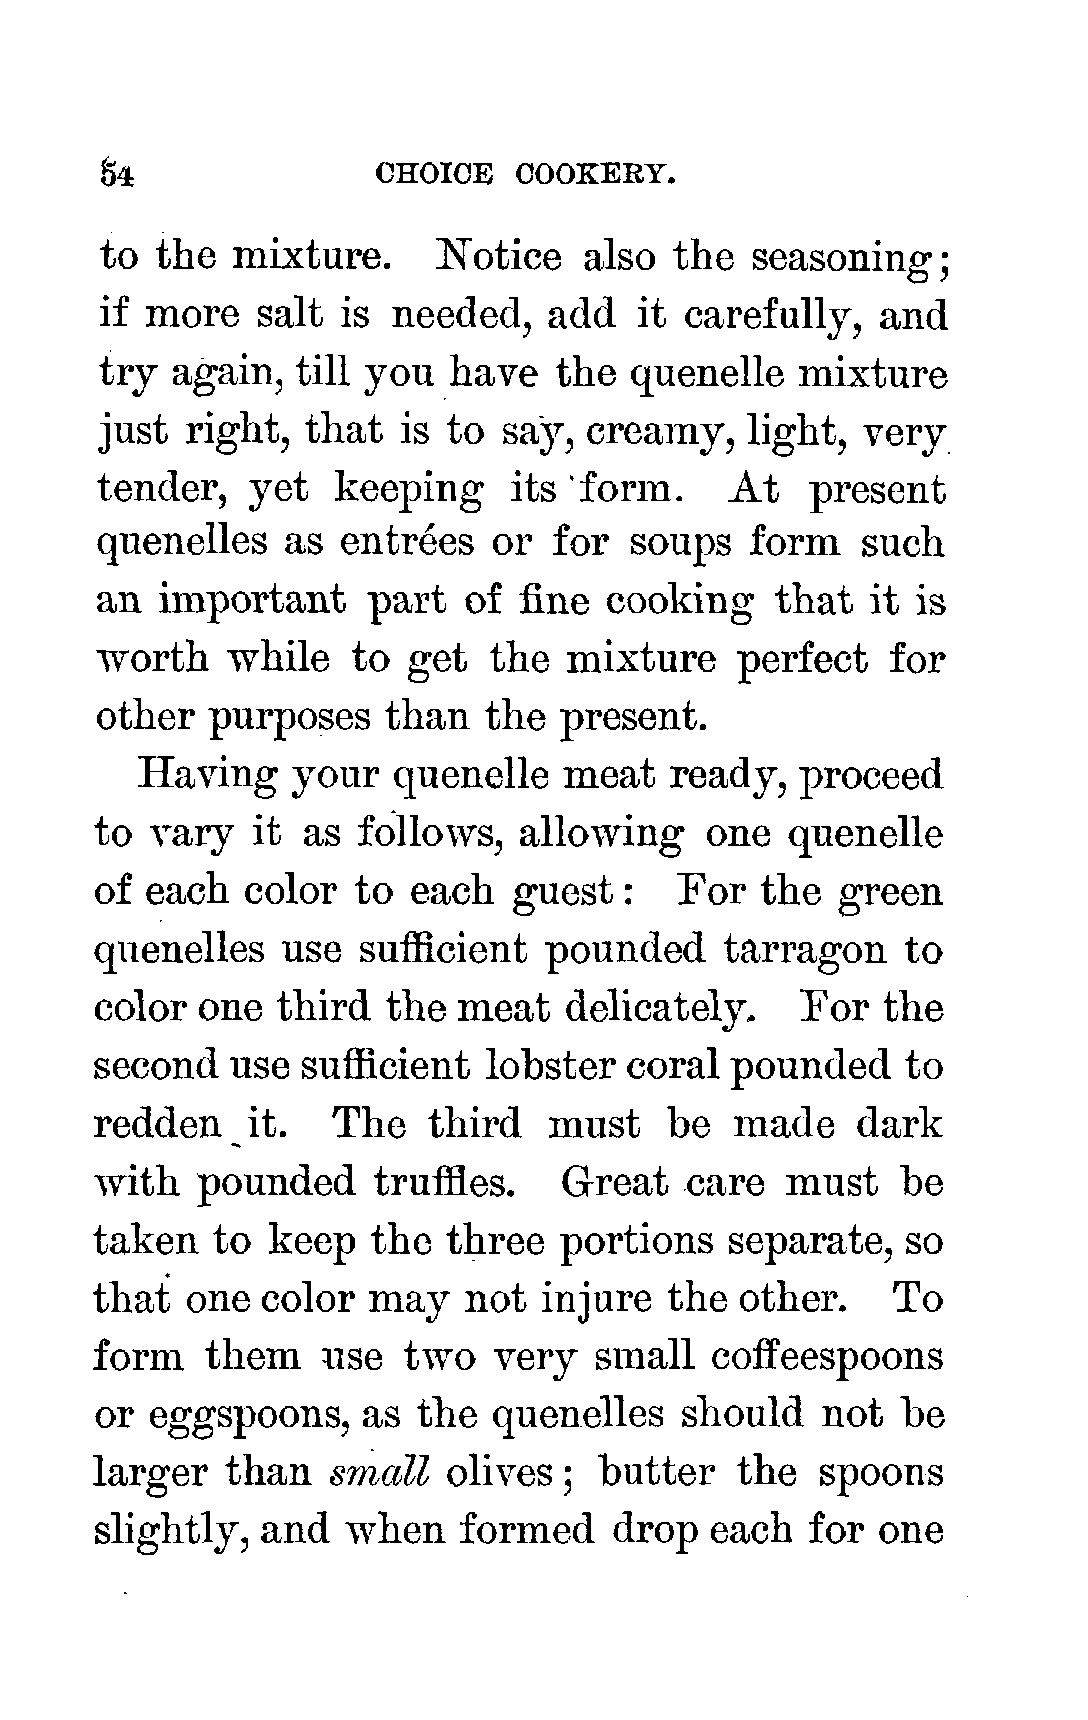 54 CHOICE COOKERY.
to the mixture. Notice also the seasoning;
if more salt is needed, add it carefully, and
try again, till you have the quenelle mixture
just right, that is to say, creamy, light, very
tender, yet keeping its form. At present
quenelles as entrées or for soups form such
an important part of fine cooking that it is
worth while to get the mixture perfect for
other purposes than the present.
Having your quenelle meat ready, proceed
to vary it as follows, allowing one quenelle
of each color to each guest: For the green
quenelles use sufficient pounded tarragon to
color one third the meat delicately. For the
second use sufficient lobster coral pounded to
redden it. The third must be made dark
with pounded truffles. Great care must be
taken to keep the three portions separate, so
that one color may not injure the other. To
form them use two very small coffeespoons
or eggspoons, as the quenelles should not be
larger than small olives; butter the spoons
slightly, and when formed drop each for one